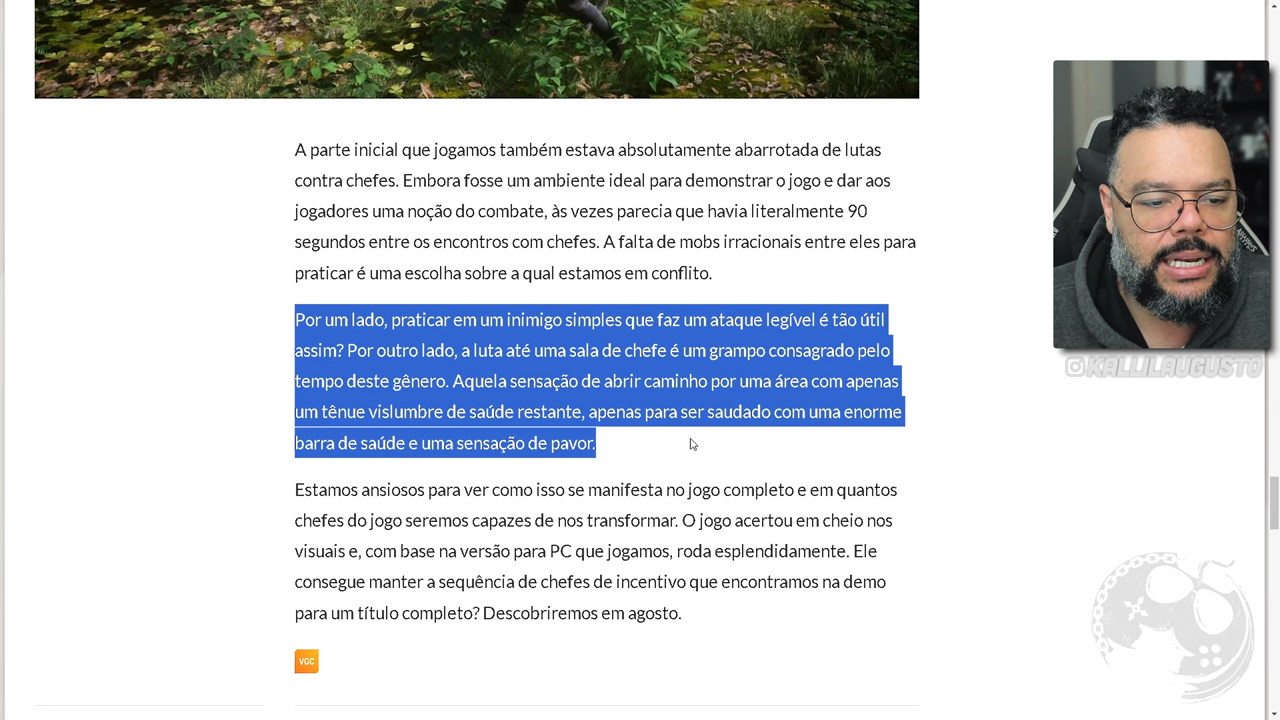 A parte inicial que jogamos também estava absolutamente abarrotada de lutas
contra chefes. Embora fosse um ambiente ideal para demonstrar o jogo e dar aos
jogadores uma noção do combate, às vezes parecia que havia literalmente 90
segundos entre os encontros com chefes. A falta de mobs irracionais entre eles para
praticar é uma escolha sobre a qual estamos em conflito.
Por um lado, praticar em um inimigo simples que faz um ataque legível é tão útil
assim? Por outro lado, a luta até uma sala de chefe é um grampo consagrado pelo
tempo deste gênero. Aquela sensação de abrir caminho por uma área com apenas
um tênue vislumbre de saúde restante, apenas para ser saudado com uma enorme
barra de saúde e uma sensação de pavor.
Estamos ansiosos para ver como isso se manifesta no jogo completo e em quantos
chefes do jogo seremos capazes de nos transformar. O jogo acertou em cheio nos
visuais e, com base na versão para PC que jogamos, roda esplendidamente. Ele
consegue manter a sequência de chefes de incentivo que encontramos na demo
para um título completo? Descobriremos em agosto.
VGC
@KALLILAUGUSTO